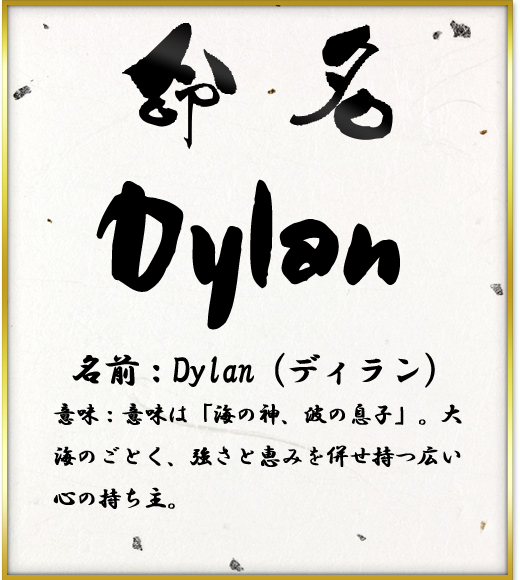 命名
Dylan
名前：Dylan（ディラン）
意味：意味は「海の神、波の息子」。大
海のごとく、強さと恵みを併せ持つ広い
心の持ち主。